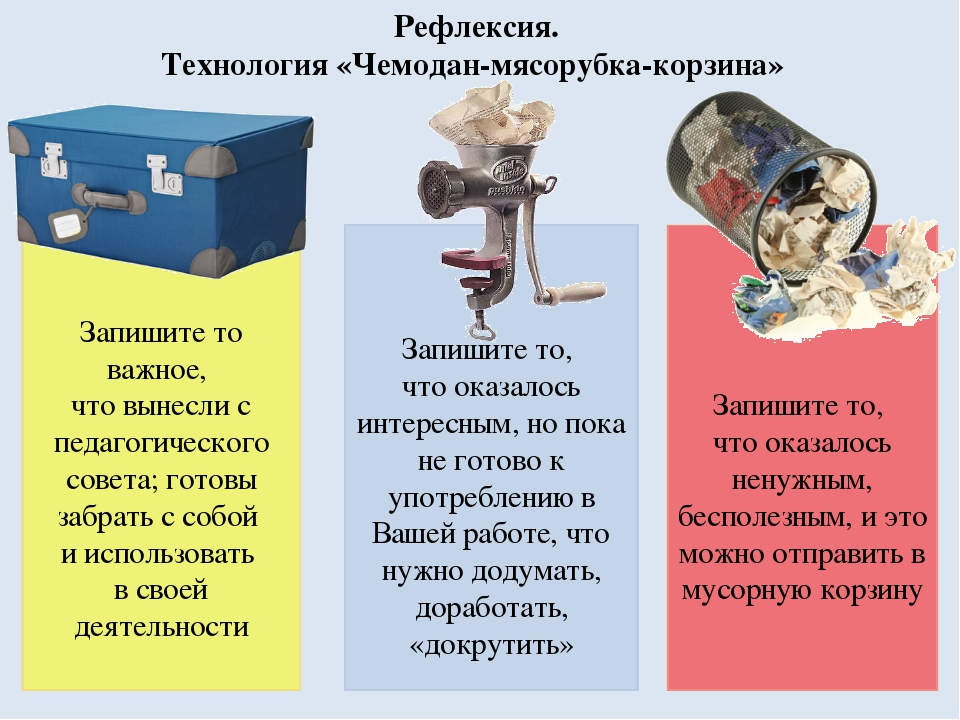 Рефлексия.
Технология «Чемодан-мясорубка-корзина»
Запишите то
важное,
что вынесли с
педагогического
совета; готовы
забрать с собой
и использовать
в своей
деятельности
pushkin
Запишите то,
что оказалось
интересным, но пока
не готово к
употреблению в
Вашей работе, что
нужно додумать,
доработать,
«докрутить»
Запишите то,
что оказалось
ненужным,
бесполезным, и это
можно отправить в
мусорную корзину